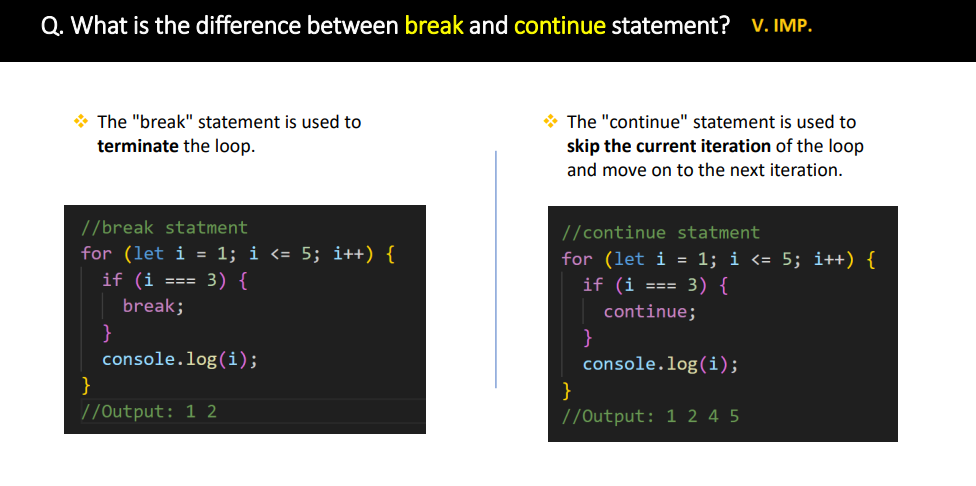 Q. What is the difference between break and continue statement? V. IMP.
The "break" statement is used to
terminate the loop.
//break statment
for (let i = 1; i <= 5; i++) {
if (i === 3) {
break;
}
console.log(i);
}
//Output: 1 2
The "continue" statement is used to
skip the current iteration of the loop
and move on to the next iteration.
//continue statment
for (let i = 1; i <= 5; i++) {
if (i === 3) {
continue;
}
console.log(i);
}
//Output: 1 2 4 5